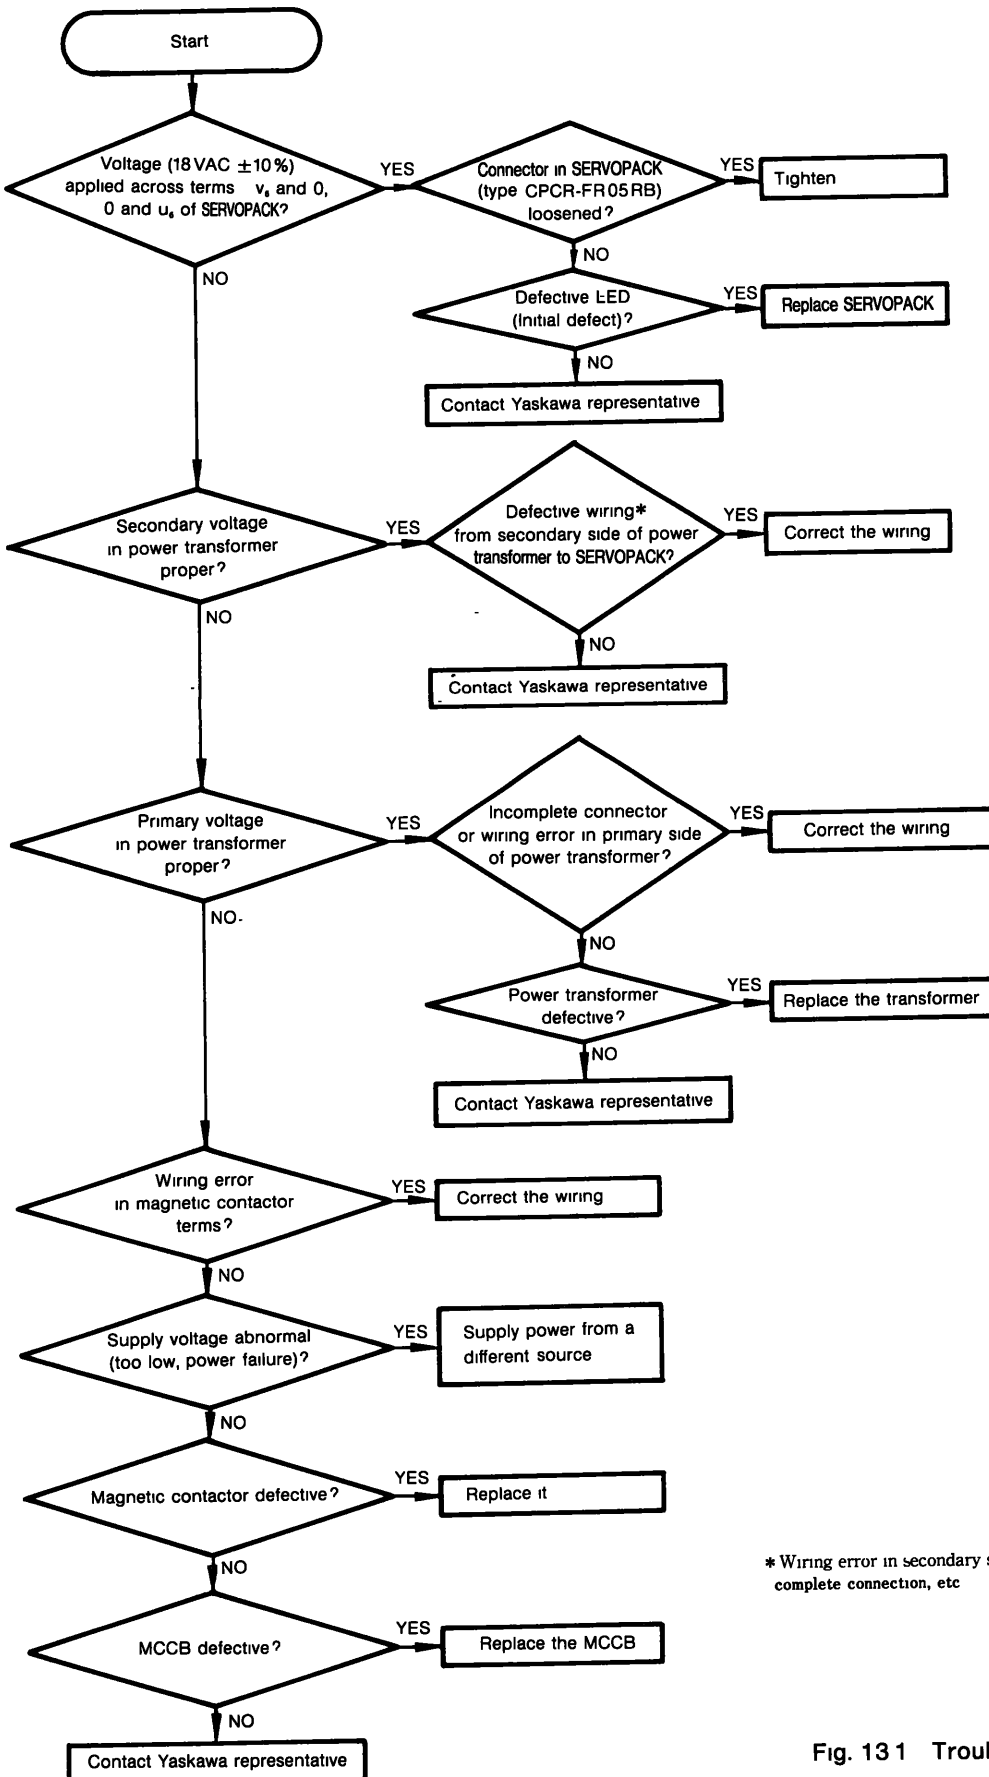 Start
Voltage (18 VAC ±10%)
applied across terms v₆ and 0,
0 and u₆ of SERVOPACK?
YES
Connector in SERVOPACK
(type CPCR-FR 05 RB)
loosened?
YES
Tighten
NO
NO
Defective LED
(Initial defect)?
YES
Replace SERVOPACK
NO
Contact Yaskawa representative
Secondary voltage
in power transformer
proper?
YES
Defective wiring*
from secondary side of power
transformer to SERVOPACK?
YES
Correct the wiring
NO
NO
Contact Yaskawa representative
Primary voltage
in power transformer
proper?
YES
Incomplete connector
or wiring error in primary side
of power transformer?
YES
Correct the wiring
NO
NO
Power transformer
defective?
YES
Replace the transformer
NO
Contact Yaskawa representative
Wiring error
in magnetic contactor
terms?
YES
Correct the wiring
NO
Supply voltage abnormal
(too low, power failure)?
YES
Supply power from a
different source
NO
Magnetic contactor defective?
YES
Replace it
NO
* Wiring error in secondary
complete connection, etc
MCCB defective?
YES
Replace the MCCB
NO
Contact Yaskawa representative
Fig. 13 1